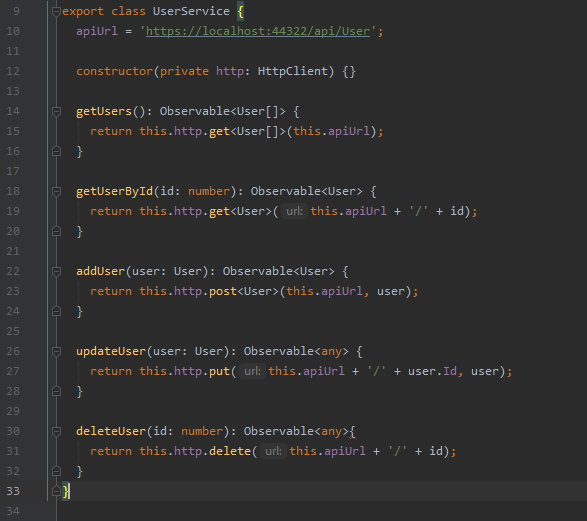 9 export class UserService {
10 apiUrl = 'https://localhost:44322/api/User';
11
12 constructor(private http: HttpClient) {}
13
14 getUsers(): Observable<User[]> {
15 return this.http.get<User[]>(this.apiUrl);
16 }
17
18 getUserById(id: number): Observable<User> {
19 return this.http.get<User>( url: this.apiUrl + '/' + id);
20 }
21
22 addUser(user: User): Observable<User> {
23 return this.http.post<User>(this.apiUrl, user);
24 }
25
26 updateUser(user: User): Observable<any> {
27 return this.http.put( url: this.apiUrl + '/' + user.Id, user);
28 }
29
30 deleteUser(id: number): Observable<any>{
31 return this.http.delete( url: this.apiUrl + '/' + id);
32 }
33 }
34